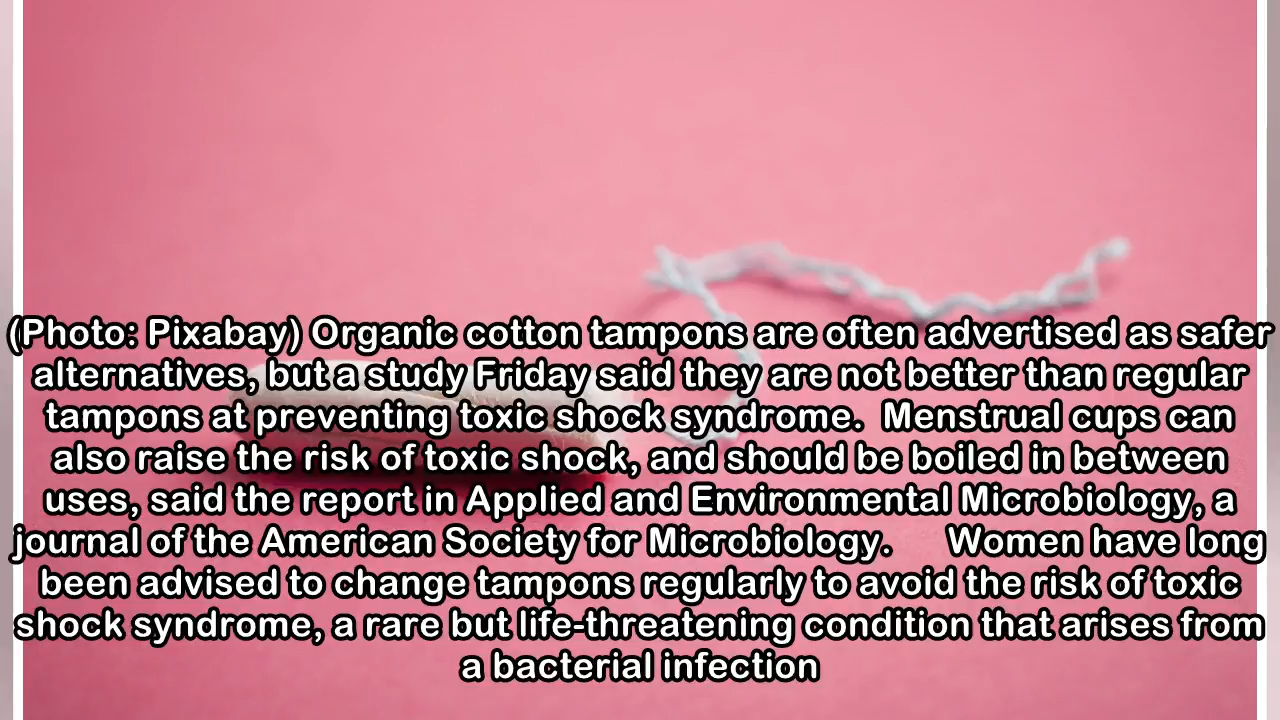 (Photo: Pixabay) Organic cotton tampons are often advertised as safer
alternatives, but a study Friday said they are not better than regular
tampons at preventing toxic shock syndrome.  Menstrual cups can
also raise the risk of toxic shock, and should be boiled in between
uses, said the report in Applied and Environmental Microbiology, a
journal of the American Society for Microbiology.      Women have long
been advised to change tampons regularly to avoid the risk of toxic
shock syndrome, a rare but life-threatening condition that arises from
a bacterial infection